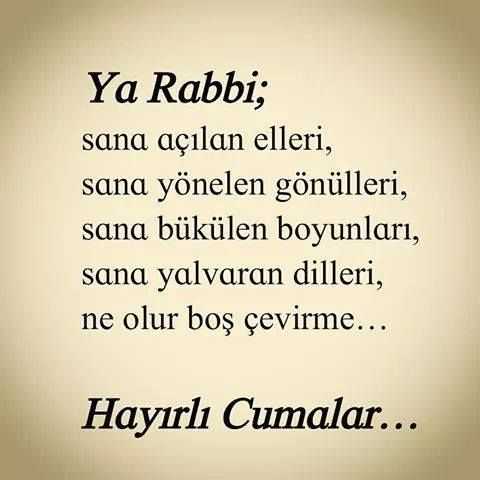 Ya Rabbi;
sana açılan elleri,
sana yönelen gönülleri,
sana bükülen boyunları,
sana yalvaran dilleri,
ne olur boş çevirme...
Hayırlı Cumalar...